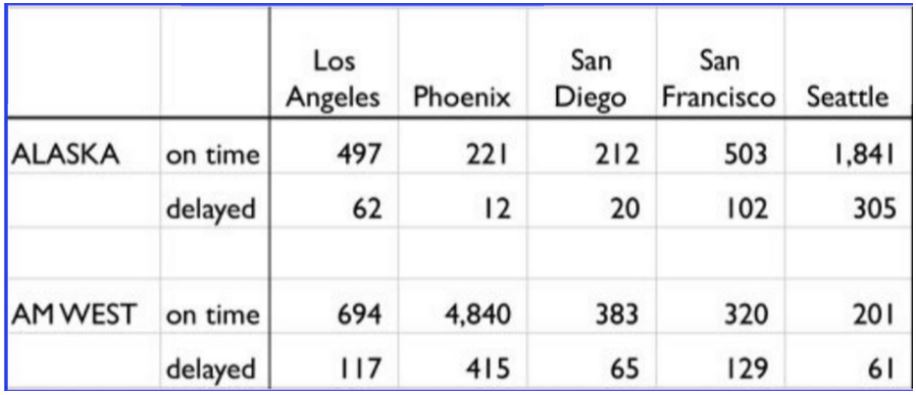 Los Angeles Phoenix San Diego San Francisco Seattle
ALASKA on time 497 221 212 503 1,841
delayed 62 12 20 102 305
AM WEST on time 694 4,840 383 320 201
delayed 117 415 65 129 61